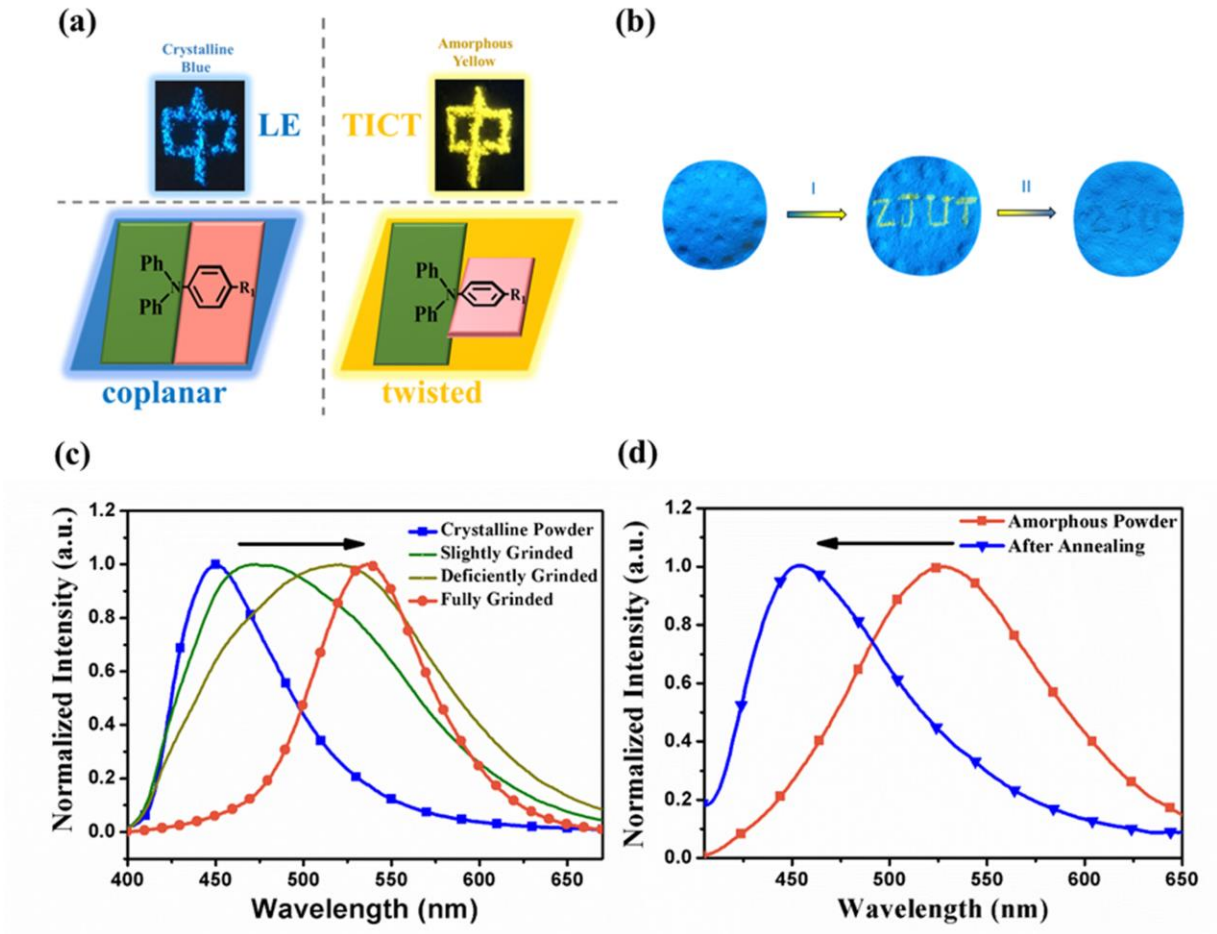 (a)
Crystalline
Blue
LE
中
TICT
Amorphous
Yellow
中
Ph
Ph
N
R1
coplanar
Ph
Ph
N
R1
twisted
(b)
I
ZJUT
II
ZJU
(c)
Normalized Intensity (a.u.)
1.2
1.0
0.8
0.6
0.4
0.2
0.0
400 450 500 550 600 650
Wavelength (nm)
Crystalline Powder
Slightly Grinded
Deficiently Grinded
Fully Grinded
(d)
Normalized Intensity (a.u.)
1.2
1.0
0.8
0.6
0.4
0.2
0.0
450 500 550 600 650
Wavelength (nm)
Amorphous Powder
After Annealing